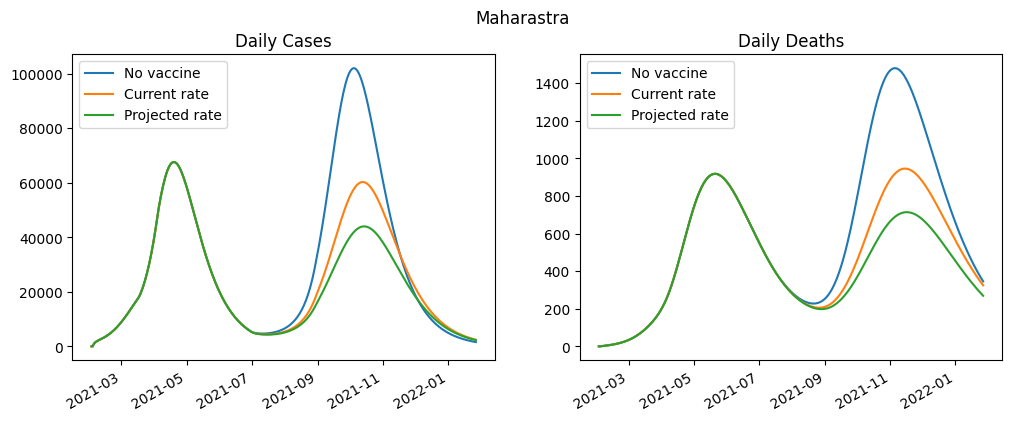 Maharastra
Daily Cases
No vaccine
Current rate
Projected rate
100000
80000
60000
40000
20000
0
2021-03
2021-05
2021-07
2021-09
2021-11
2022-01
Daily Deaths
No vaccine
Current rate
Projected rate
1400
1200
1000
800
600
400
200
0
2021-03
2021-05
2021-07
2021-09
2021-11
2022-01